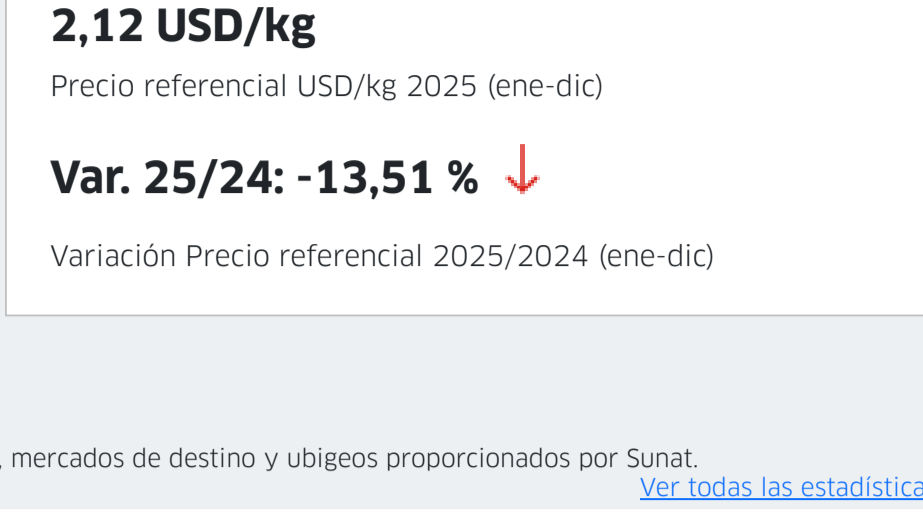 2,12 USD/kg
Precio referencial USD/kg 2025 (ene-dic)
Var. 25/24: -13,51 %
Variación Precio referencial 2025/2024 (ene-dic)
, mercados de destino y ubigeos proporcionados por Sunat.
Ver todas las estadística